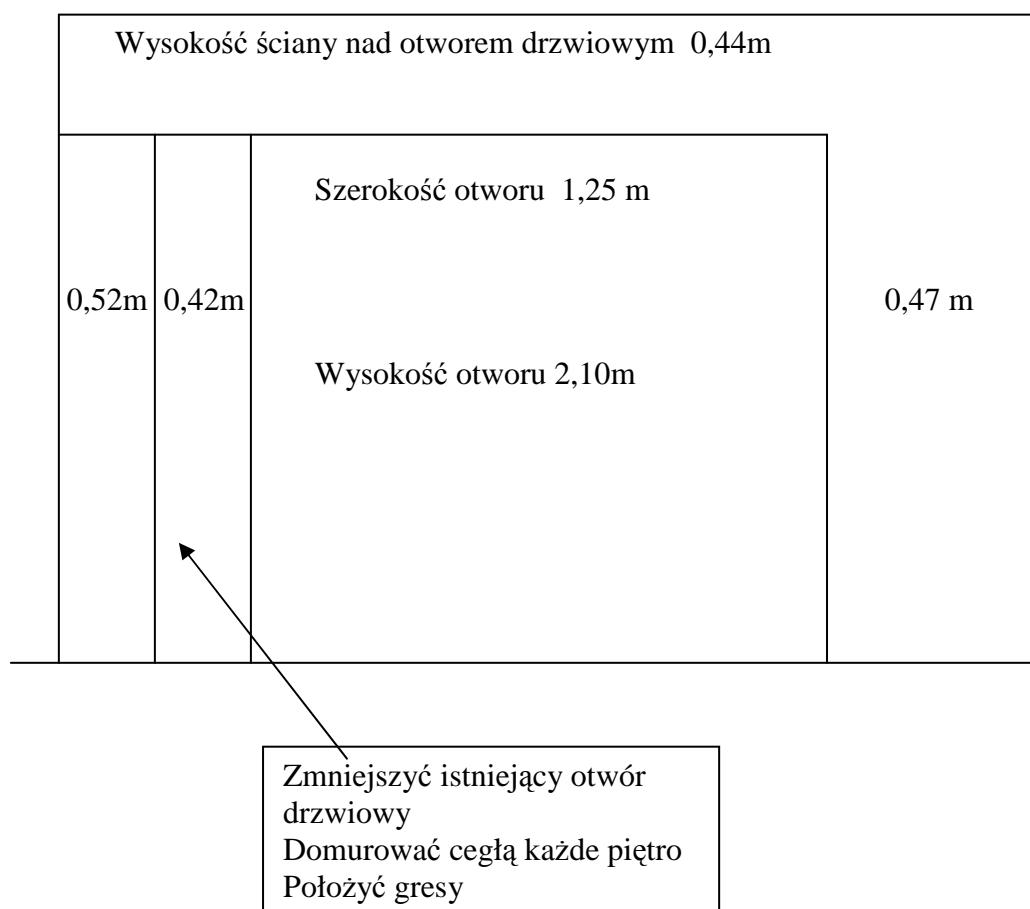 Wysokość ściany nad otworem drzwiowym 0,44m
Szerokość otworu 1,25 m
0,52m 0,42m 0,47 m
Wysokość otworu 2,10m
Zmniejszyć istniejący otwór
drzwiowy
Domurować cegłą każde piętro
Położyć gresy